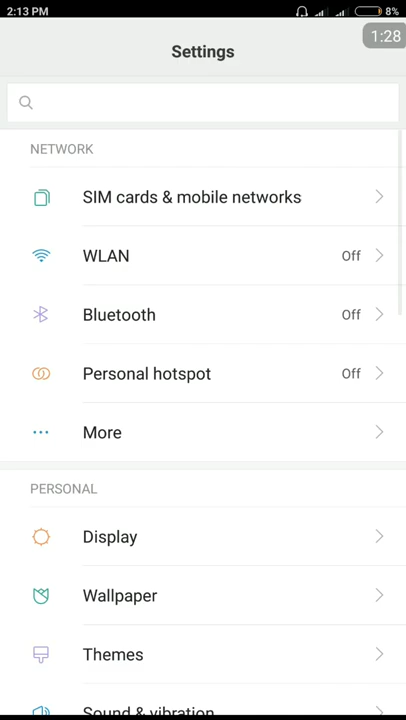 2:13 PM 8%
1:28
Settings
NETWORK
SIM cards & mobile networks
WLAN Off
Bluetooth Off
Personal hotspot Off
More
PERSONAL
Display
Wallpaper
Themes
Sound & vibration